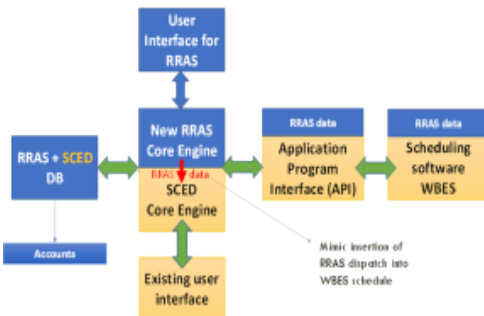 User
Interface for
RRAS
New RRAS
Core Engine
RRAS data
SCED
Core Engine
Existing user
interface
RRAS + SCED
DB
Accounts
RRAS data
Application
Program
Interface (API)
RRAS data
Scheduling
software
WBES
Mimic insertion of
RRAS dispatch into
WBES schedule